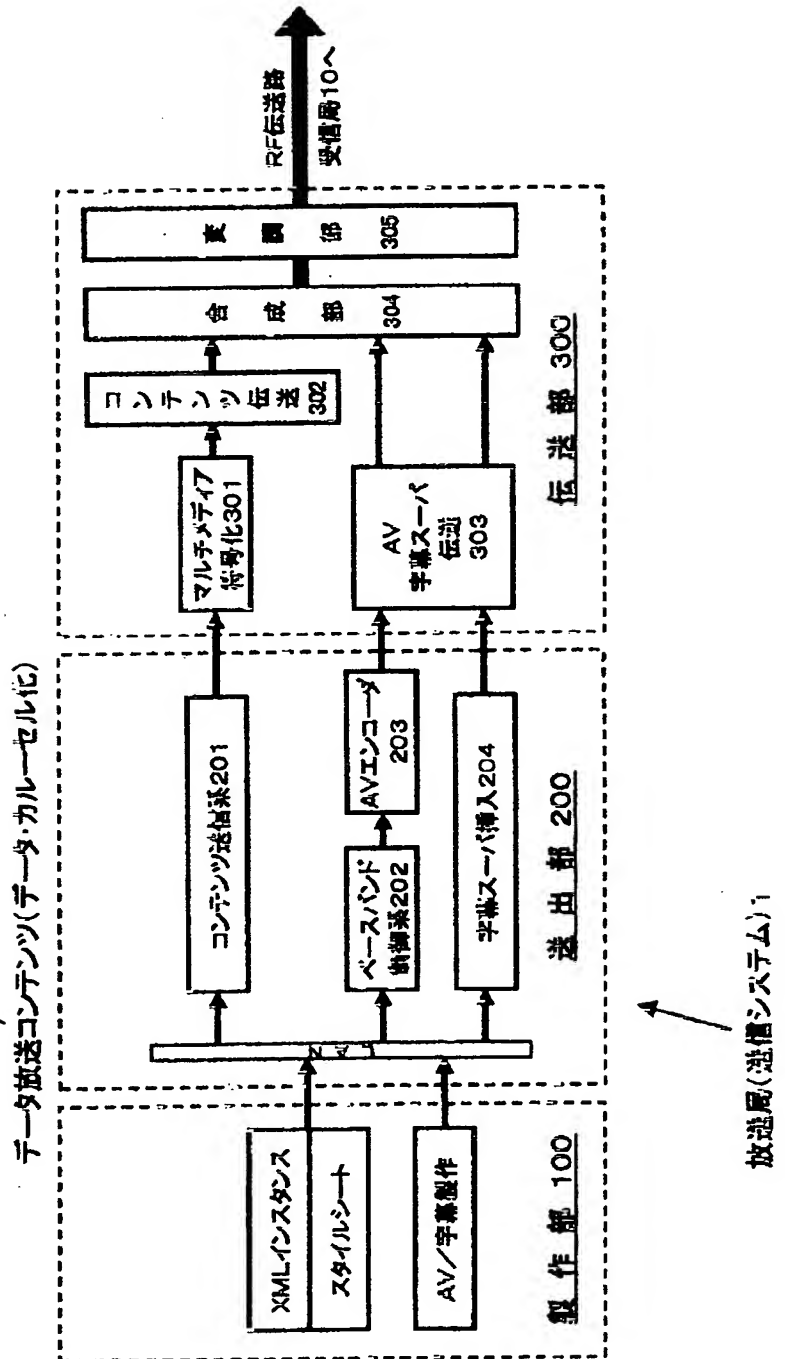 データ放送コンテンツ(データ・カルーセル化)
XMLインスタンス
スタイルシート
AV/字幕製作
製作部 100
コンテンツ送信系201
ベースバンド
制御系202
AVエンコーダ
203
字幕スーパ挿入204
送出部 200
マルチメディア
符号化301
コンテンツ伝送302
AV
字幕スーパ
伝送
303
合成部 304
変調部 305
伝送部 300
RF伝送路
受信局10へ
放送局(送信システム)1